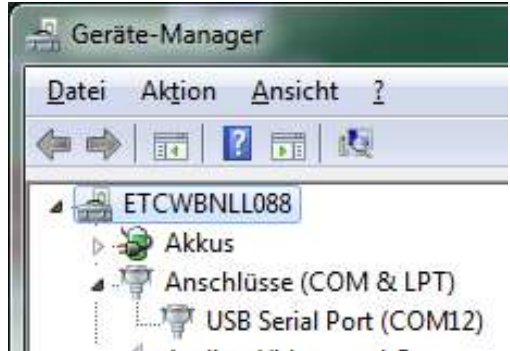 Geräte-Manager
Datei Aktion Ansicht ?
ETCWBNLL088
Akkus
Anschlüsse (COM & LPT)
USB Serial Port (COM12)